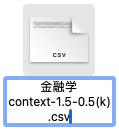 csv
金融学
context-1.5-0.5(k)
.csv